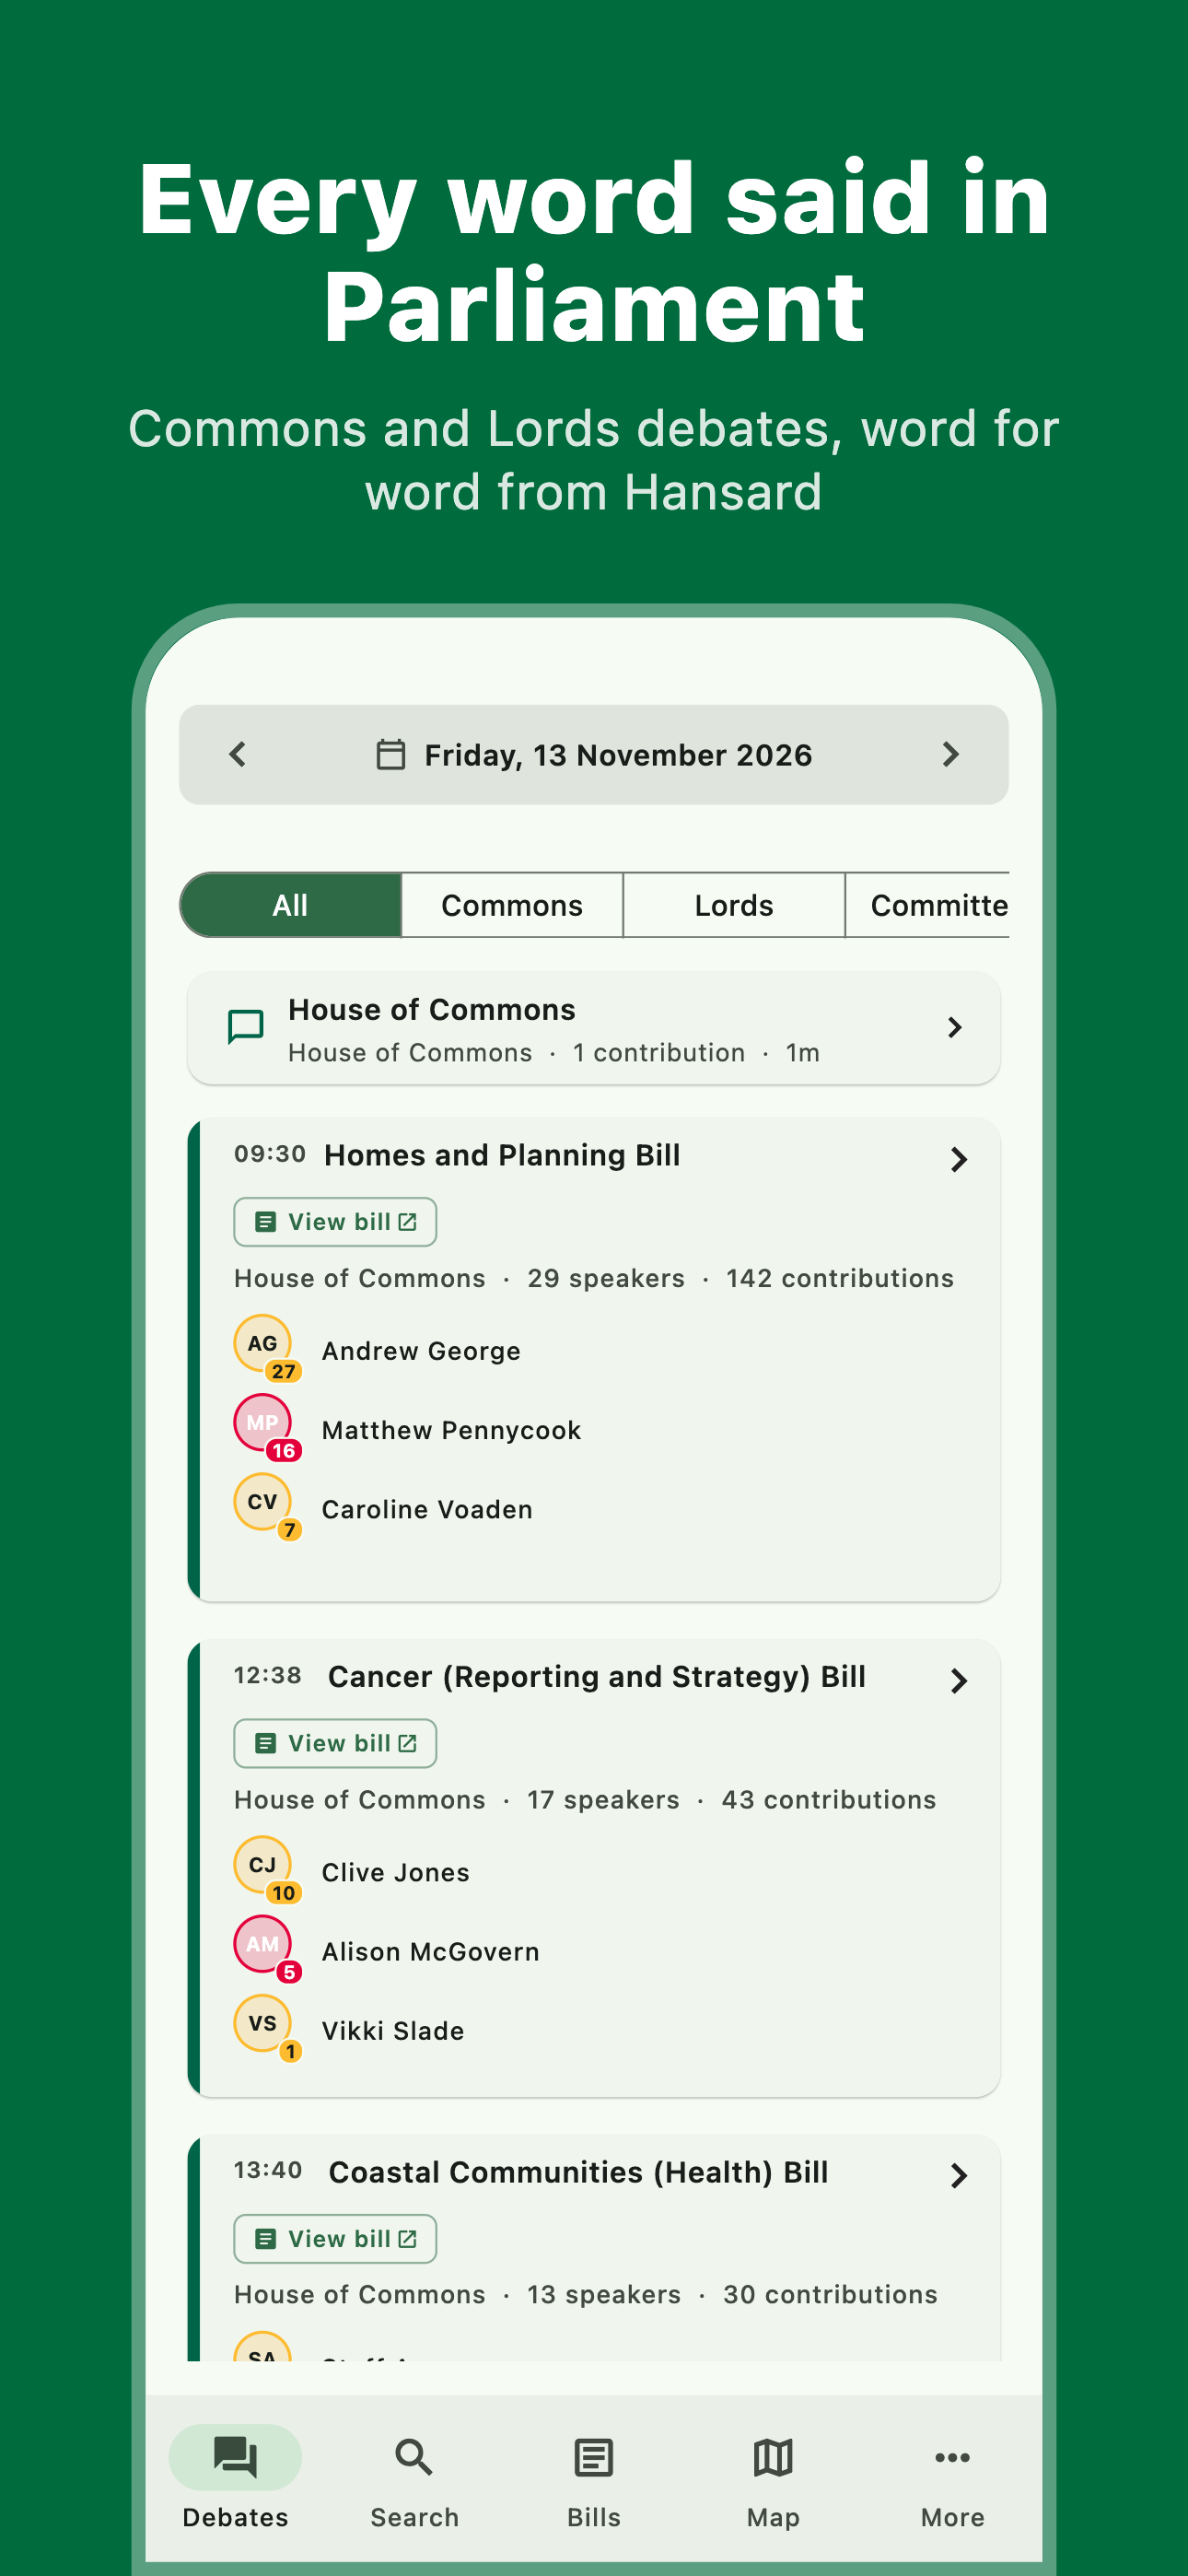 Every word said in
Parliament
Commons and Lords debates, word for
word from Hansard
Friday, 13 November 2026
All
Commons
Lords
Committe
House of Commons
House of Commons · 1 contribution · 1m
09:30 Homes and Planning Bill
View bill
House of Commons · 29 speakers · 142 contributions
AG
27
Andrew George
MP
16
Matthew Pennycook
CV
7
Caroline Voaden
12:38 Cancer (Reporting and Strategy) Bill
View bill
House of Commons · 17 speakers · 43 contributions
CJ
10
Clive Jones
AM
5
Alison McGovern
VS
1
Vikki Slade
13:40 Coastal Communities (Health) Bill
View bill
House of Commons · 13 speakers · 30 contributions
SA
Debates
Search
Bills
Map
More